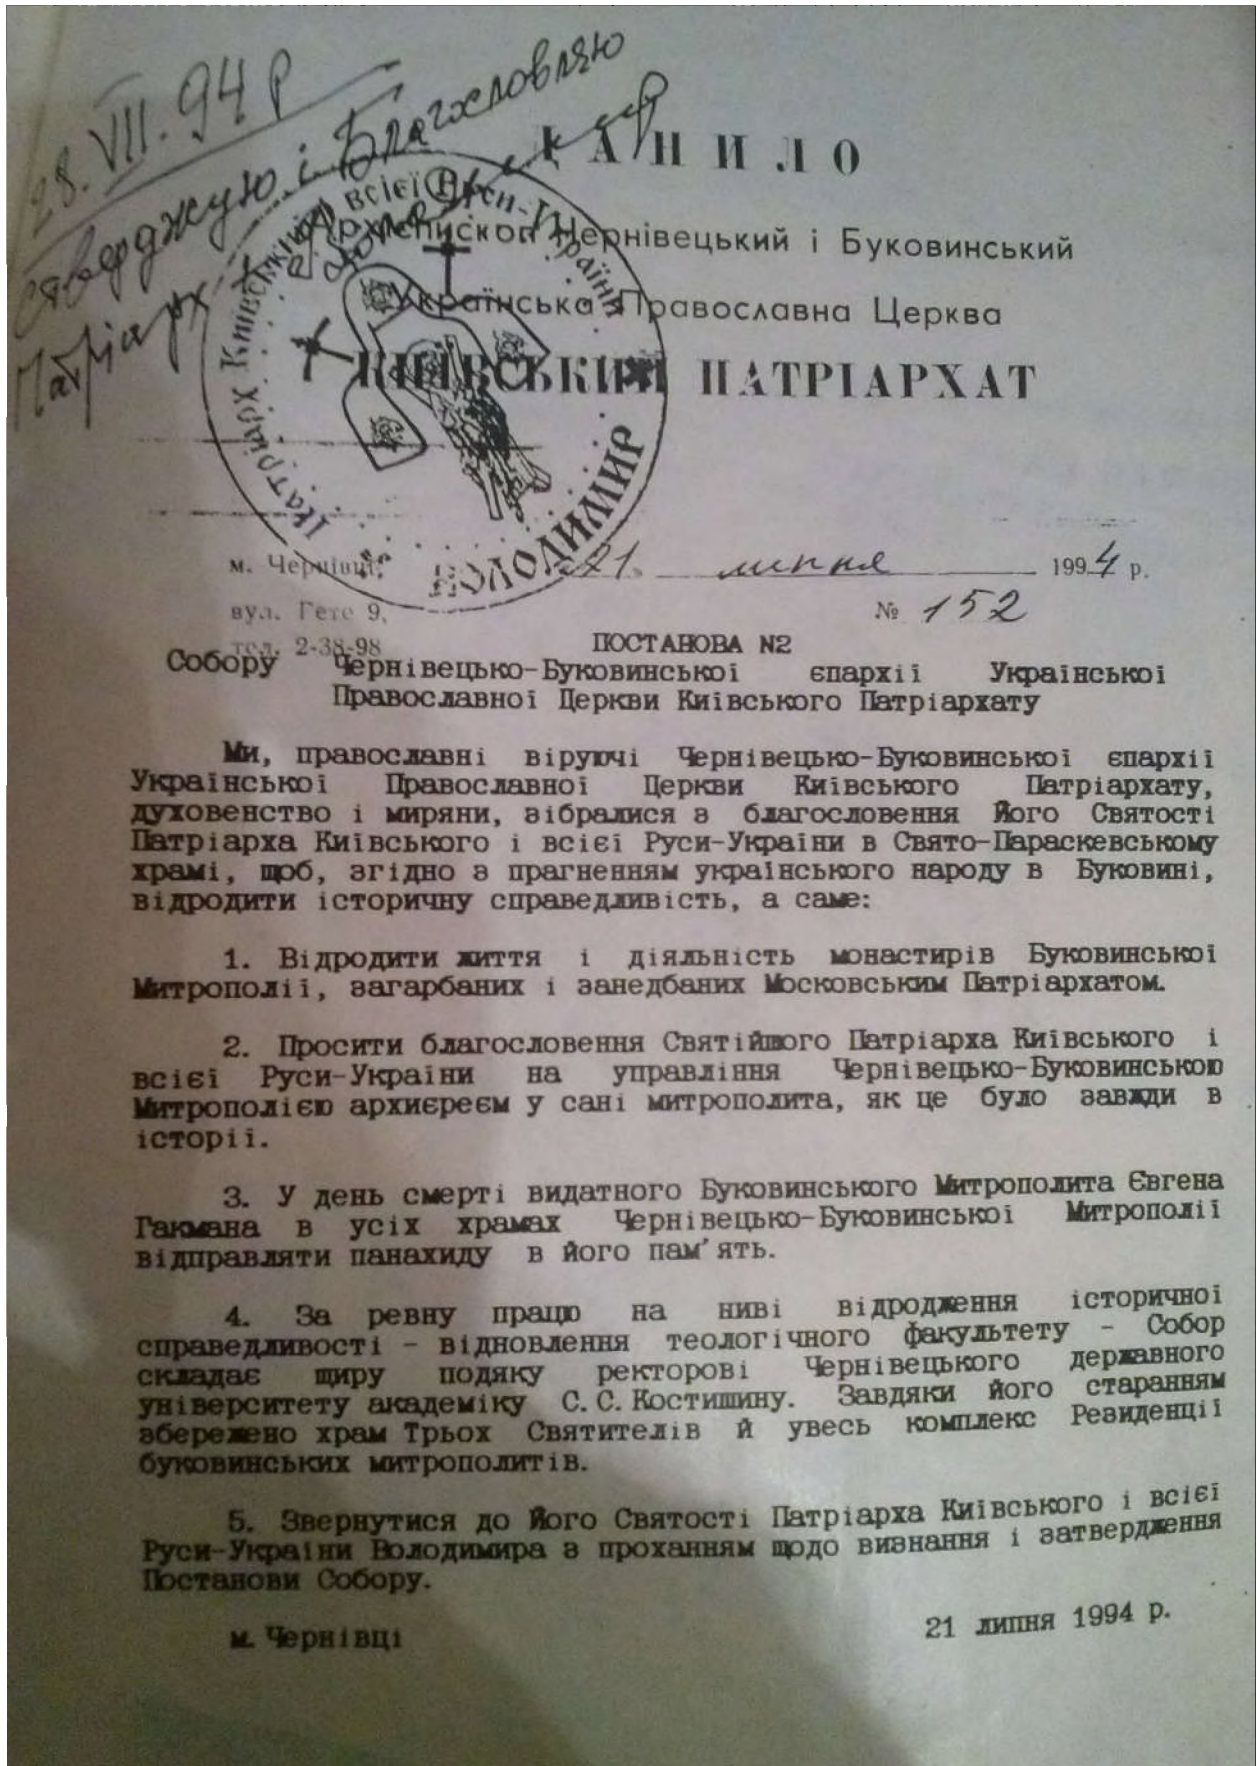 28.VII.94 р
Стверджую і Благословляю
Патріарх
ДАНИЛО
Архієпископ Чернівецький і Буковинський
Українська Православна Церква
КИЇВСЬКИЙ ПАТРІАРХАТ
Патріарх Київський і всієї Руси-України
ВОЛОДИМИР
м. Чернівці,
21 липня 1994 р.
вул. Гете 9,
№ 152
тел. 2-38-98
ПОСТАНОВА N2
Собору Чернівецько-Буковинської єпархії Української
Православної Церкви Київського Патріархату
Ми, православні віруючі Чернівецько-Буковинської єпархії
Української Православної Церкви Київського Патріархату,
духовенство і миряни, зібралися з благословення Його Святості
Патріарха Київського і всієї Руси-України в Свято-Параскевському
храмі, щоб, згідно з прагненням українського народу в Буковині,
відродити історичну справедливість, а саме:
1. Відродити життя і діяльність монастирів Буковинської
Митрополії, загарбаних і занедбаних Московським Патріархатом.
2. Просити благословення Святійшого Патріарха Київського і
всієї Руси-України на управління Чернівецько-Буковинською
Митрополією архиєреєм у сані митрополита, як це було завжди в
історії.
3. У день смерті видатного Буковинського Митрополита Євгена
Гакмана в усіх храмах Чернівецько-Буковинської Митрополії
відправляти панахиду в його пам'ять.
4. За ревну працю на ниві відродження історичної
справедливості - відновлення теологічного факультету - Собор
складає щиру подяку ректорові Чернівецького державного
університету академіку С.С.Костишину. Завдяки його старанням
збережено храм Трьох Святителів й увесь комплекс Резиденції
буковинських митрополитів.
5. Звернутися до Його Святості Патріарха Київського і всієї
Руси-України Володимира з проханням щодо визнання і затвердження
Постанови Собору.
м. Чернівці 21 липня 1994 р.